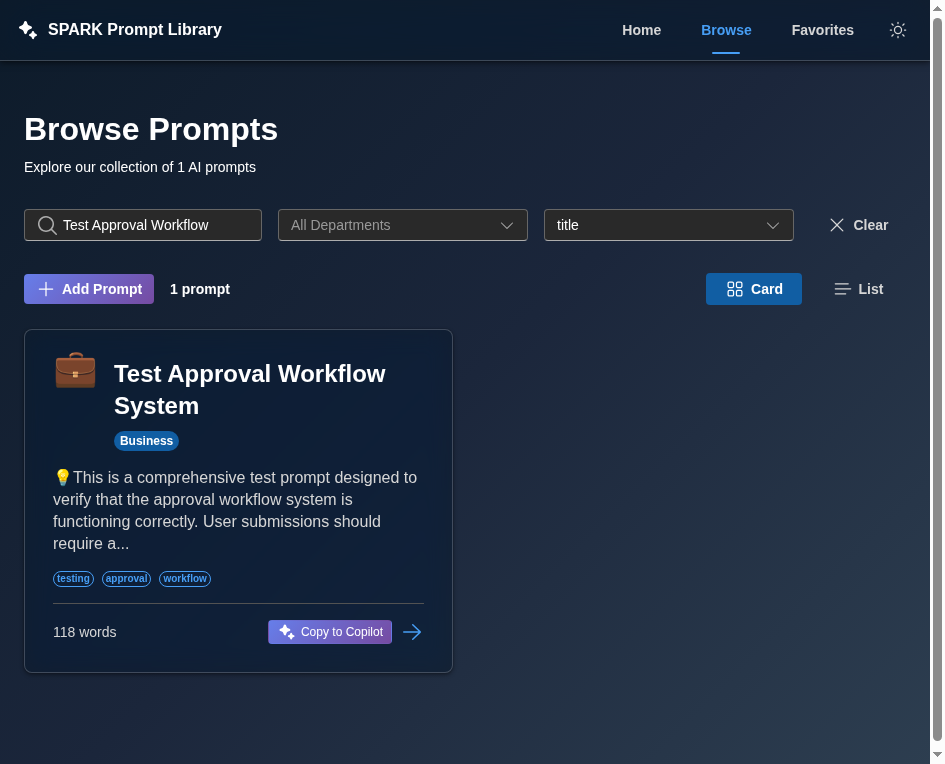 SPARK Prompt Library
Home
Browse
Favorites
Browse Prompts
Explore our collection of 1 AI prompts
Test Approval Workflow
All Departments
title
Clear
Add Prompt
1 prompt
Card
List
Test Approval Workflow
System
Business
💡This is a comprehensive test prompt designed to
verify that the approval workflow system is
functioning correctly. User submissions should
require a...
testing
approval
workflow
118 words
Copy to Copilot